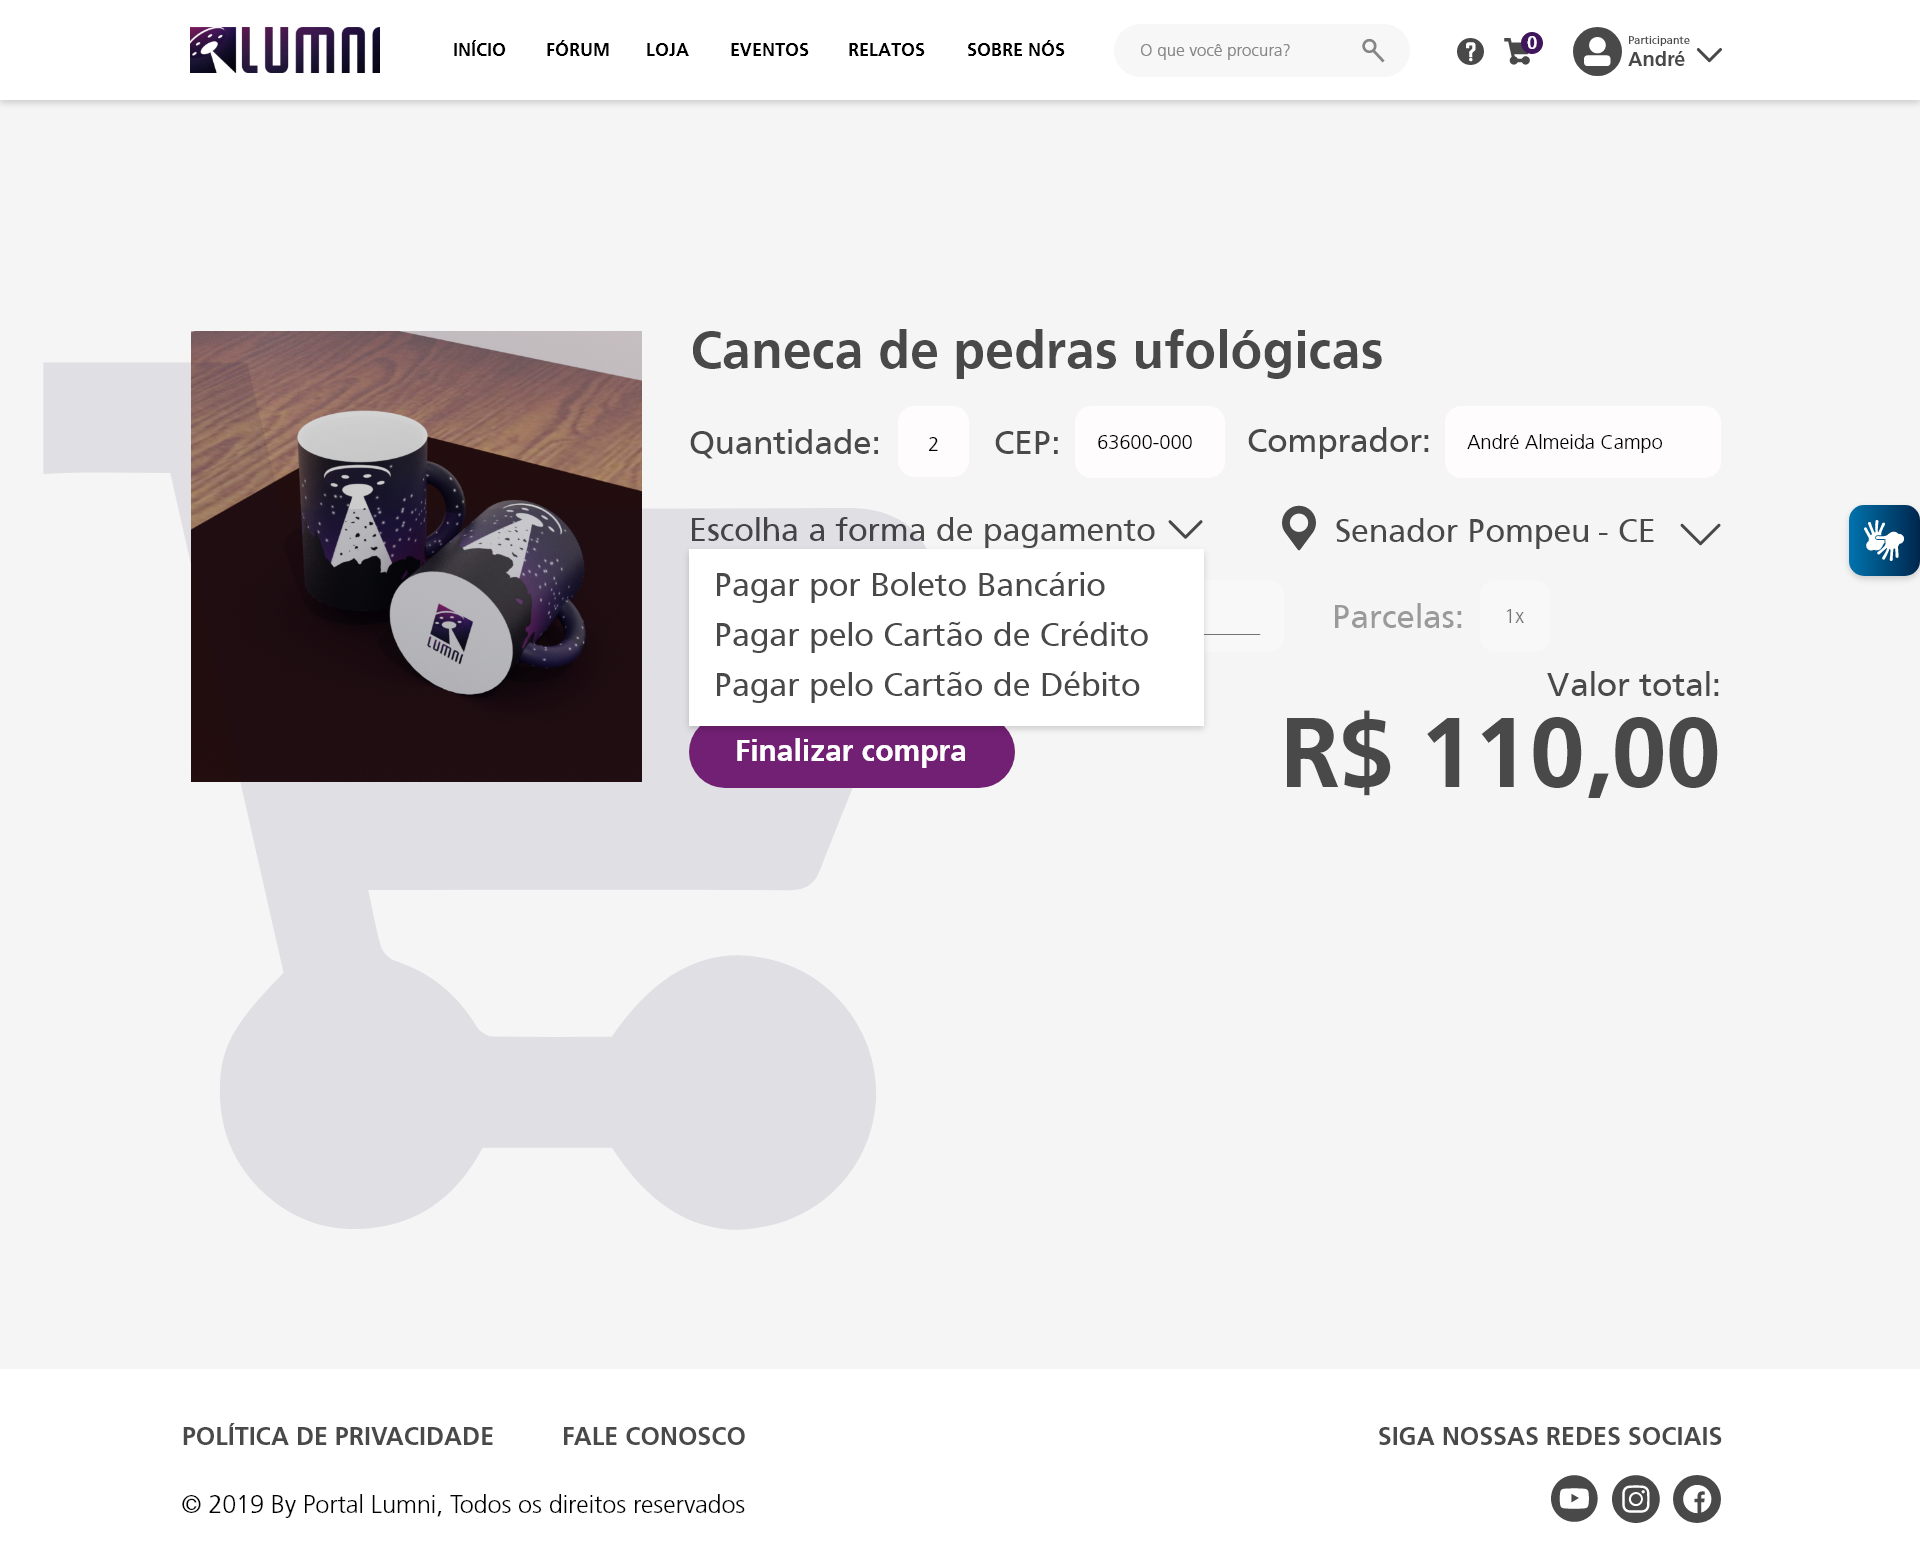 LUMNI
INÍCIO FÓRUM LOJA EVENTOS RELATOS SOBRE NÓS
O que você procura?
0
Participante
André
Caneca de pedras ufológicas
Quantidade: 2 CEP: 63600-000 Comprador: André Almeida Campo
Escolha a forma de pagamento
Senador Pompeu - CE
Pagar por Boleto Bancário
Pagar pelo Cartão de Crédito
Pagar pelo Cartão de Débito
Parcelas: 1x
LUMNI
Valor total:
R$ 110,00
Finalizar compra
POLÍTICA DE PRIVACIDADE FALE CONOSCO
SIGA NOSSAS REDES SOCIAIS
© 2019 By Portal Lumni, Todos os direitos reservados